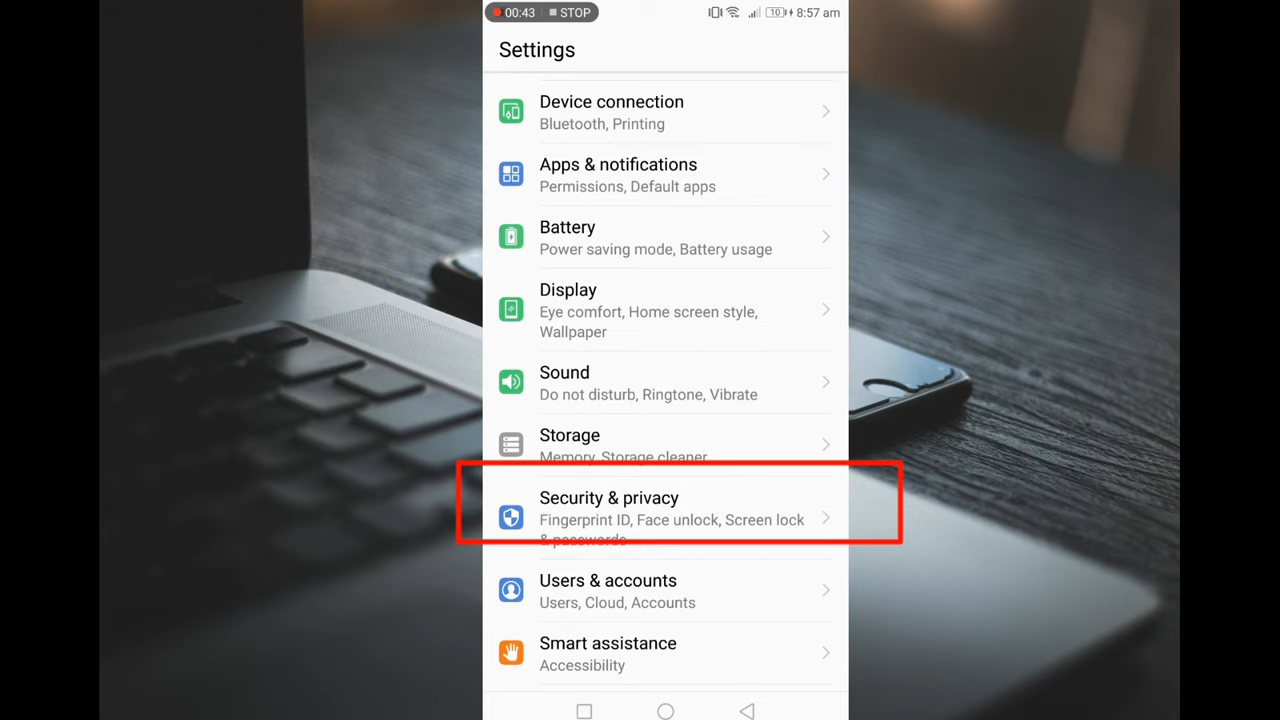 00:43 STOP 10 8:57 am
Settings
Device connection
Bluetooth, Printing
Apps & notifications
Permissions, Default apps
Battery
Power saving mode, Battery usage
Display
Eye comfort, Home screen style,
Wallpaper
Sound
Do not disturb, Ringtone, Vibrate
Storage
Memory, Storage cleaner
Security & privacy
Fingerprint ID, Face unlock, Screen lock
& passwords
Users & accounts
Users, Cloud, Accounts
Smart assistance
Accessibility